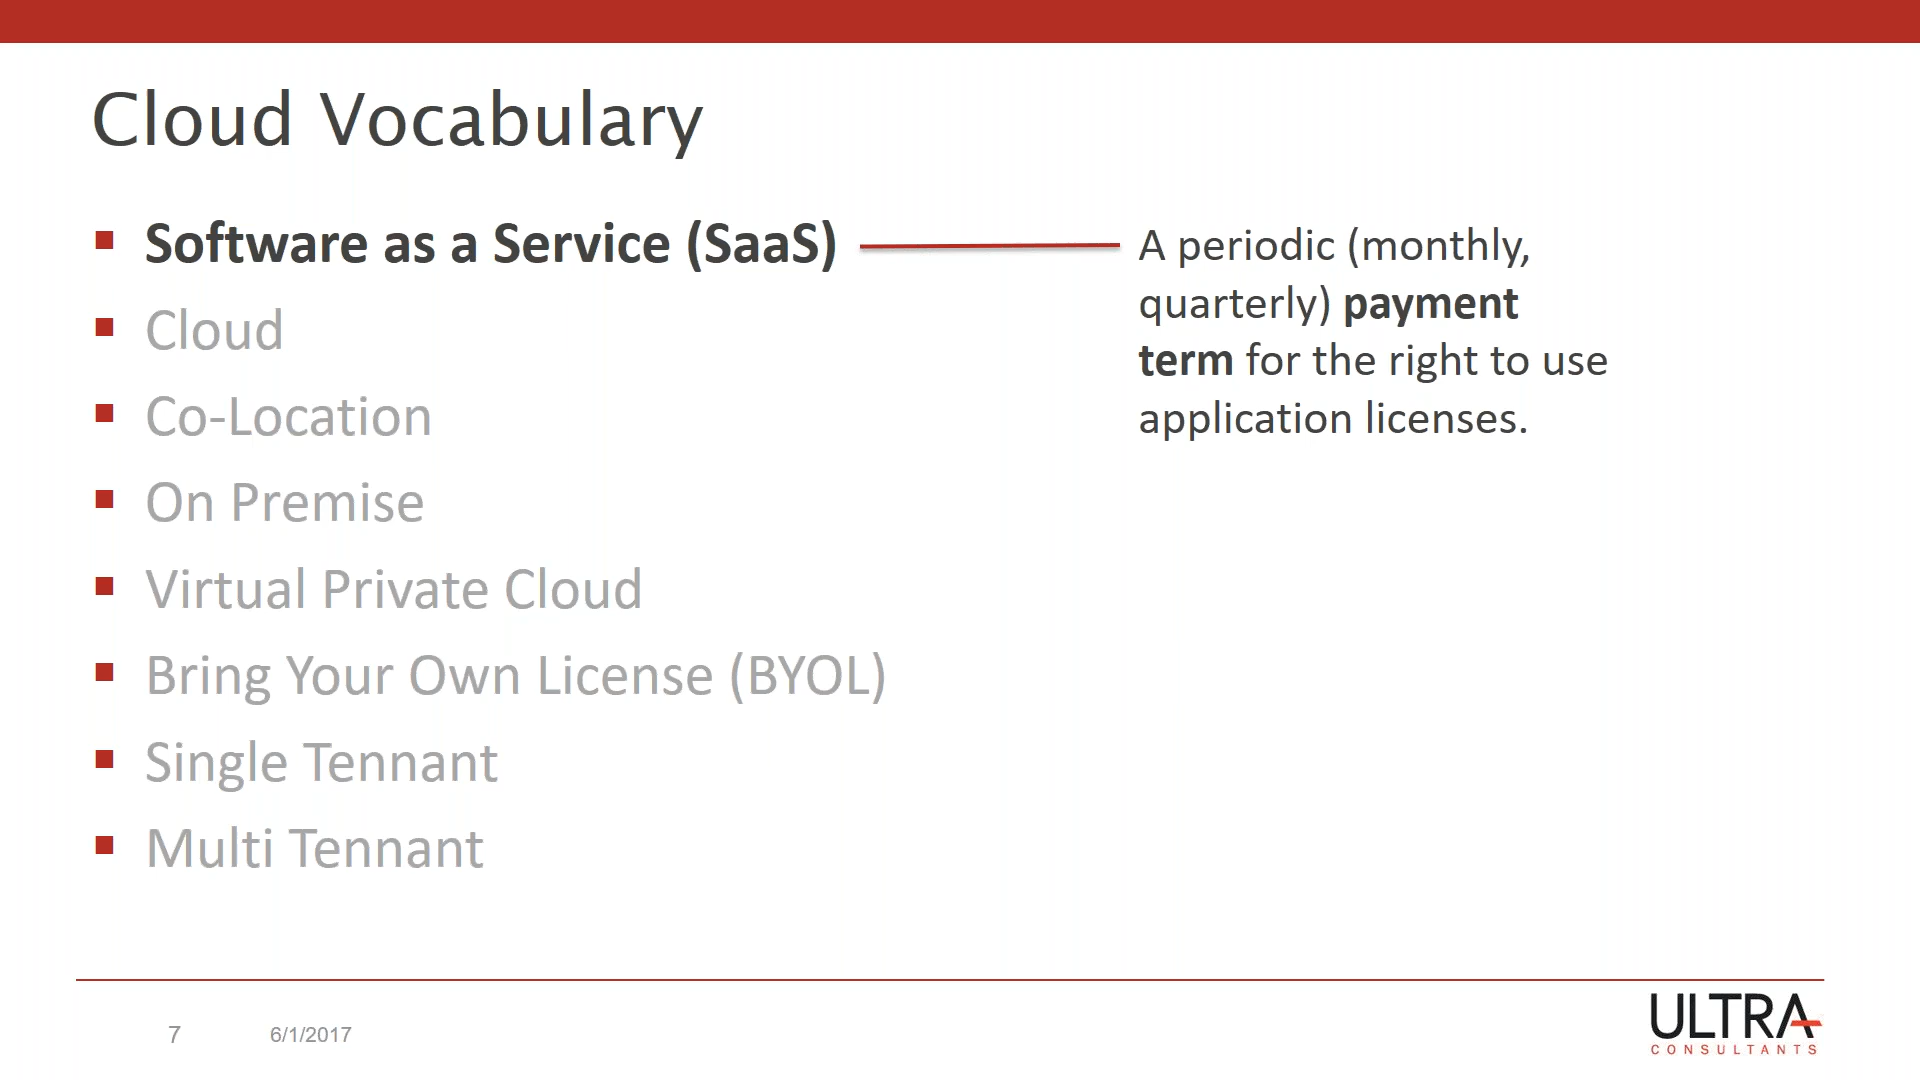 Cloud Vocabulary
Software as a Service (SaaS)
Cloud
Co-Location
On Premise
Virtual Private Cloud
Bring Your Own License (BYOL)
Single Tennant
Multi Tennant
A periodic (monthly,
quarterly) payment
term for the right to use
application licenses.
7
6/1/2017
ULTRA
CONSULTANTS